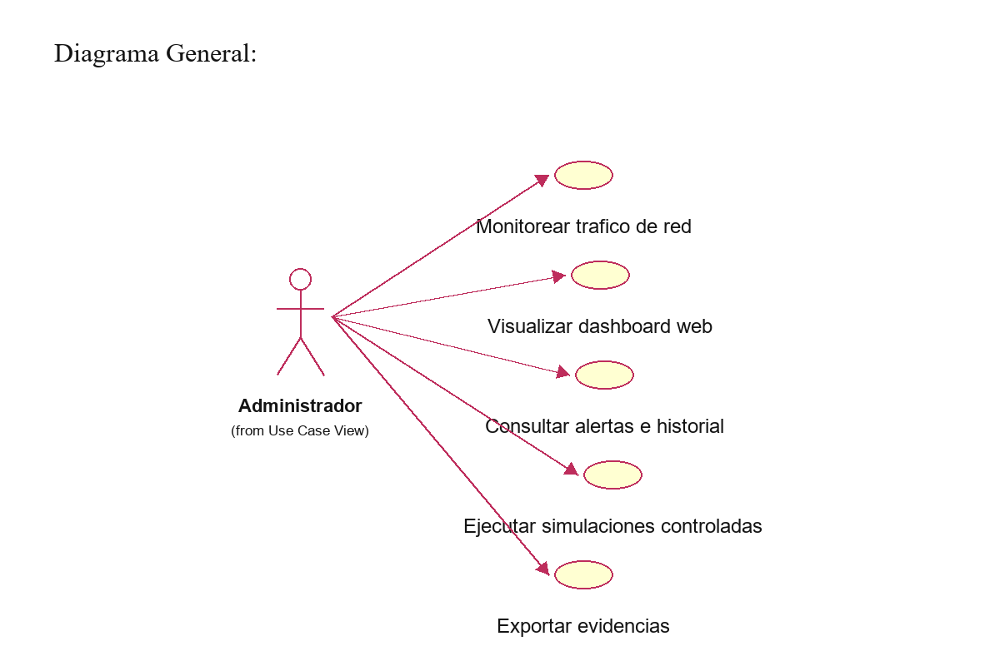 Diagrama General:
Monitorear trafico de red
Visualizar dashboard web
Administrador
(from Use Case View)
Consultar alertas e historial
Ejecutar simulaciones controladas
Exportar evidencias